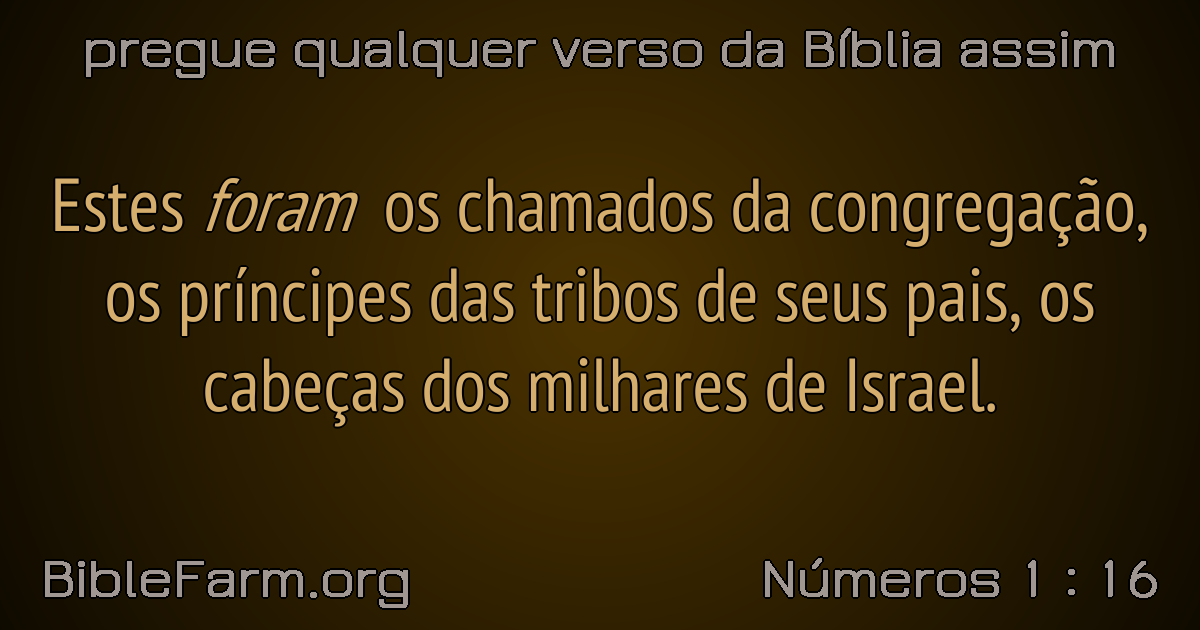 pregue qualquer verso da Bíblia assim
Estes foram os chamados da congregação,
os príncipes das tribos de seus pais, os
cabeças dos milhares de Israel.
BibleFarm.org
Números 1 : 16